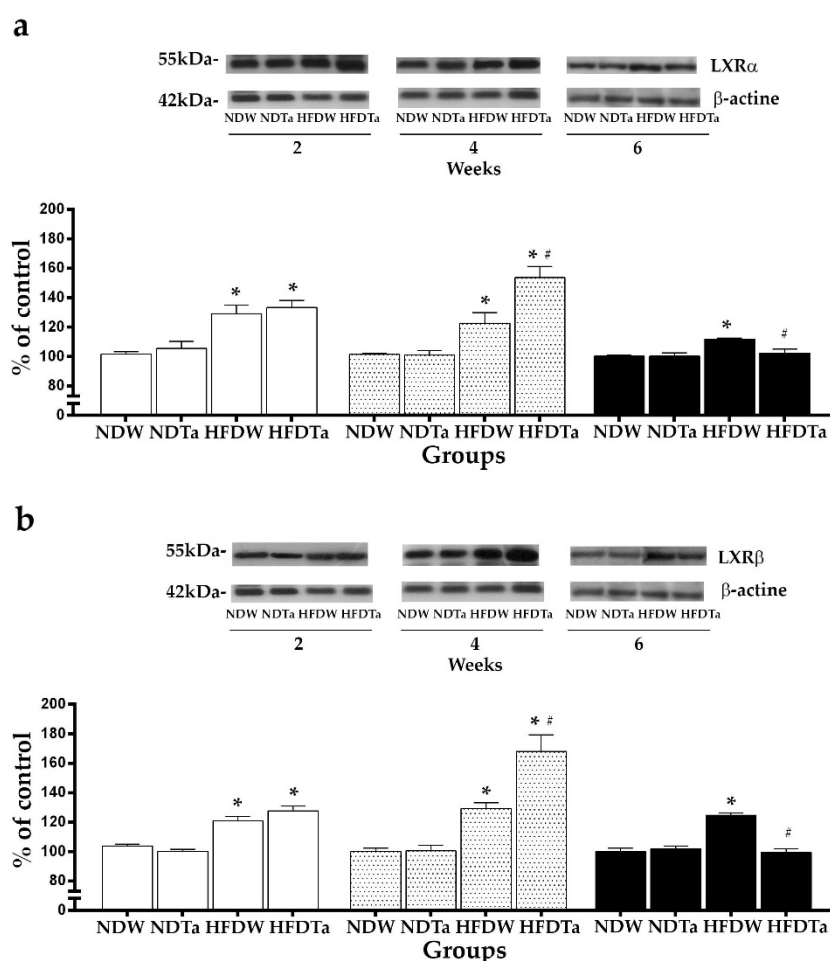 a
55kDa- LXRα
42kDa- β-actine
NDW NDTa HFDW HFDTa NDW NDTa HFDW HFDTa NDW NDTa HFDW HFDTa
2 4 6
Weeks
% of control
200
180
160
140
120
100
80
0
* * * * # * #
NDW NDTa HFDW HFDTa NDW NDTa HFDW HFDTa NDW NDTa HFDW HFDTa
Groups
b
55kDa- LXRβ
42kDa- β-actine
NDW NDTa HFDW HFDTa NDW NDTa HFDW HFDTa NDW NDTa HFDW HFDTa
2 4 6
Weeks
% of control
200
180
160
140
120
100
80
0
* * * * # * #
NDW NDTa HFDW HFDTa NDW NDTa HFDW HFDTa NDW NDTa HFDW HFDTa
Groups